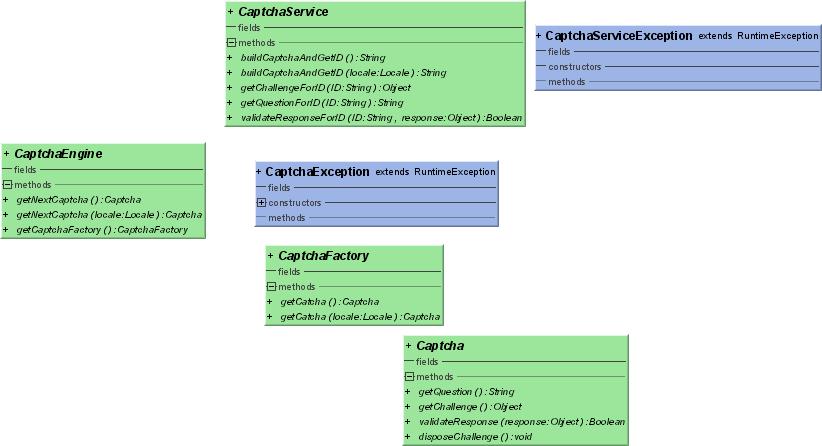 + CaptchaService
fields
methods
+ buildCaptchaAndGetID () : String
+ buildCaptchaAndGetID (locale:Locale) : String
+ getChallengeForID (ID:String) : Object
+ getQuestionForID (ID:String) : String
+ validateResponseForID (ID:String, response:Object) : Boolean
+ CaptchaServiceException extends RuntimeException
fields
constructors
methods
+ CaptchaEngine
fields
methods
+ getNextCaptcha () : Captcha
+ getNextCaptcha (locale:Locale) : Captcha
+ getCaptchaFactory () : CaptchaFactory
+ CaptchaException extends RuntimeException
fields
constructors
methods
+ CaptchaFactory
fields
methods
+ getCatcha () : Captcha
+ getCatcha (locale:Locale) : Captcha
+ Captcha
fields
methods
+ getQuestion () : String
+ getChallenge () : Object
+ validateResponse (response:Object) : Boolean
+ disposeChallenge () : void